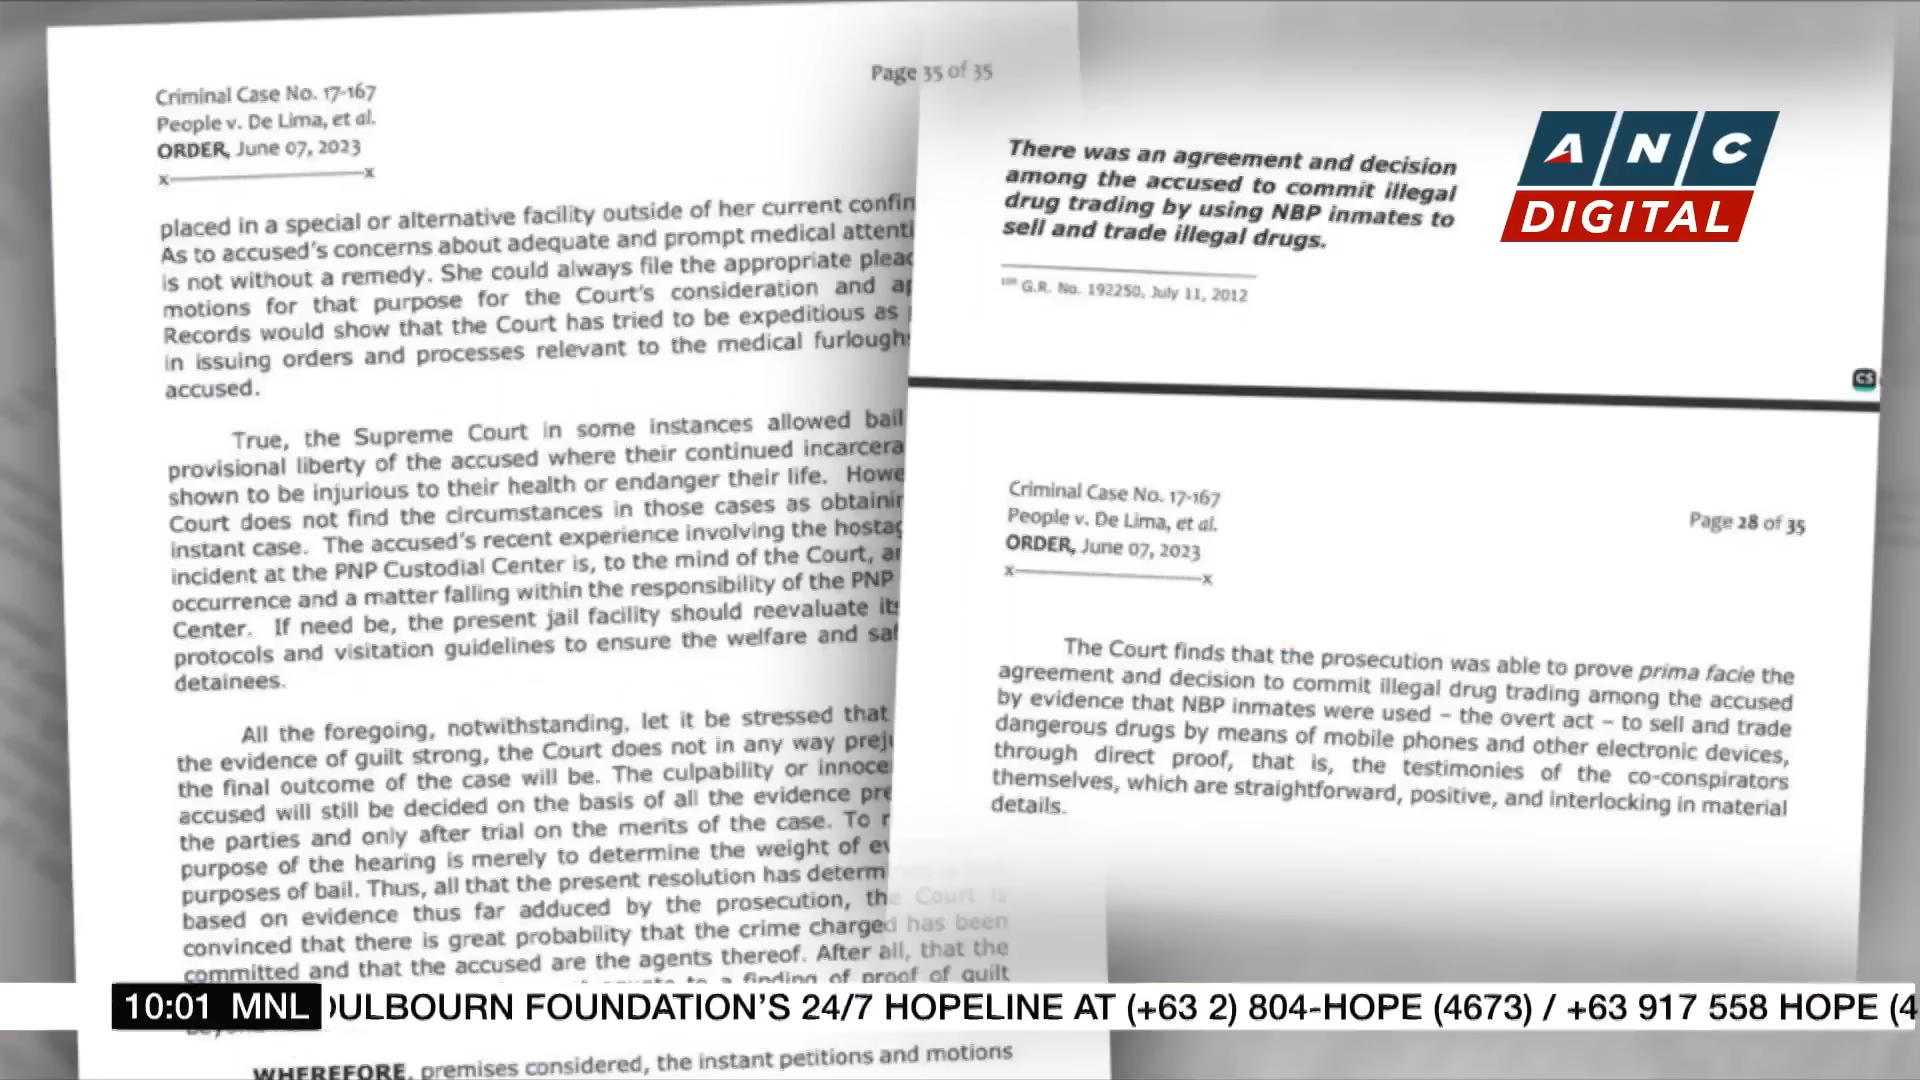 Page 35 of 35
Criminal Case No. 17-167
People v. De Lima, et al.
ORDER, June 07, 2023
x x
placed in a special or alternative facility outside of her current confin
As to accused's concerns about adequate and prompt medical attenti
is not without a remedy. She could always file the appropriate plead
motions for that purpose for the Court's consideration and ap
Records would show that the Court has tried to be expeditious as
in issuing orders and processes relevant to the medical furlough
accused.
True, the Supreme Court in some instances allowed bail
provisional liberty of the accused where their continued incarcera
shown to be injurious to their health or endanger their life. Howe
Court does not find the circumstances in those cases as obtainin
instant case. The accused's recent experience involving the hostag
incident at the PNP Custodial Center is, to the mind of the Court, an
occurrence and a matter falling within the responsibility of the PNP
Center. If need be, the present jail facility should reevaluate its
protocols and visitation guidelines to ensure the welfare and saf
detainees.
All the foregoing, notwithstanding, let it be stressed that
the evidence of guilt strong, the Court does not in any way preju
the final outcome of the case will be. The culpability or innoce
accused will still be decided on the basis of all the evidence pre
the parties and only after trial on the merits of the case. To r
purpose of the hearing is merely to determine the weight of ev
purposes of bail. Thus, all that the present resolution has determ
based on evidence thus far adduced by the prosecution, the Court is
convinced that there is great probability that the crime charged has been
committed and that the accused are the agents thereof. After all, that the
to a finding of proof of guilt
WHEREFORE, premises considered, the instant petitions and motions
There was an agreement and decision
among the accused to commit illegal
drug trading by using NBP inmates to
sell and trade illegal drugs.
G.R. No. 192250, July 11, 2012
CS
Criminal Case No. 17-167
People v. De Lima, et al.
ORDER, June 07, 2023
x x
Page 28 of 35
The Court finds that the prosecution was able to prove prima facie the
agreement and decision to commit illegal drug trading among the accused
by evidence that NBP inmates were used – the overt act – to sell and trade
dangerous drugs by means of mobile phones and other electronic devices,
through direct proof, that is, the testimonies of the co-conspirators
themselves, which are straightforward, positive, and interlocking in material
details.
ANC
DIGITAL
10:01 MNL OULBOURN FOUNDATION'S 24/7 HOPELINE AT (+63 2) 804-HOPE (4673) / +63 917 558 HOPE (4